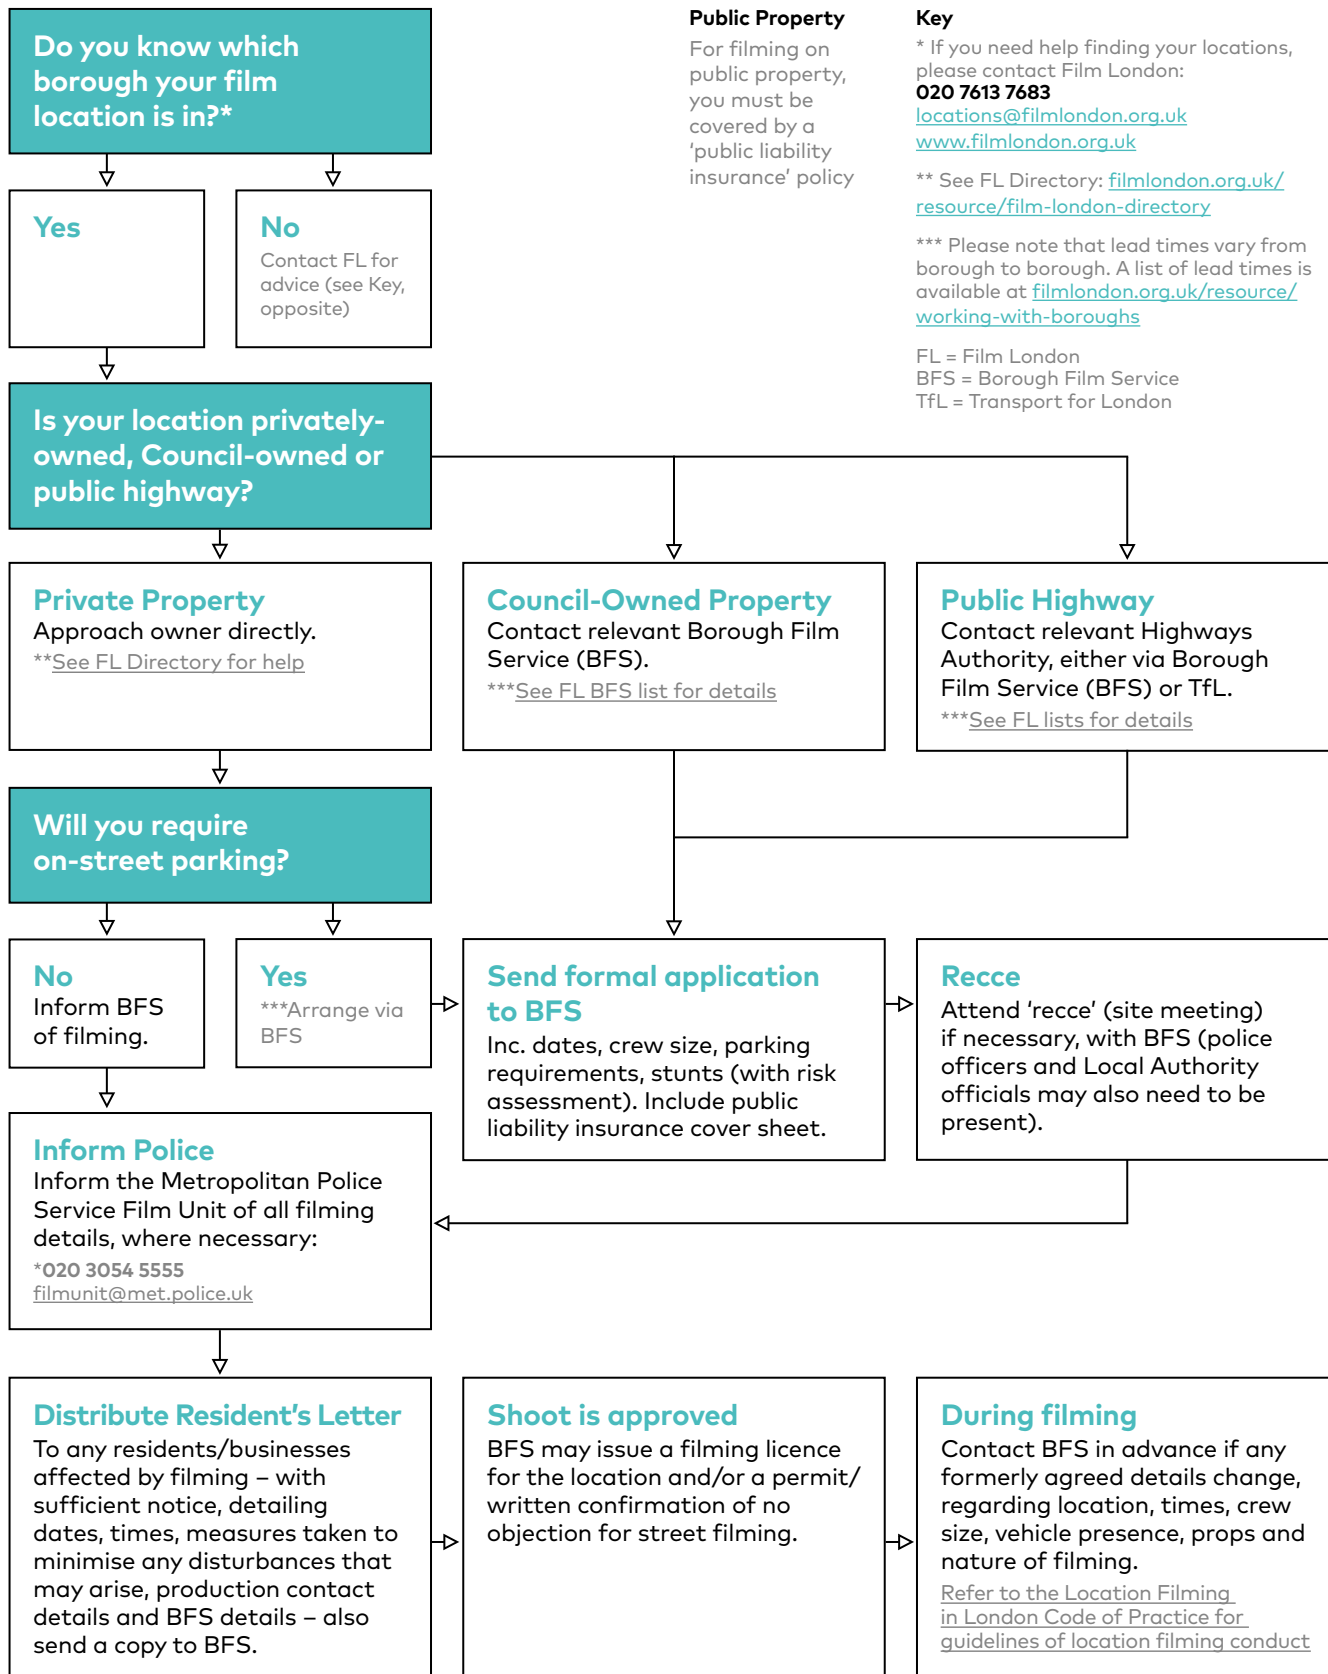 Do you know which
borough your film
location is in?*
Public Property
For filming on
public property,
you must be
covered by a
‘public liability
insurance’ policy
Key
* If you need help finding your locations,
please contact Film London:
020 7613 7683
locations@filmlondon.org.uk
www.filmlondon.org.uk
** See FL Directory: filmlondon.org.uk/
resource/film-london-directory
*** Please note that lead times vary from
borough to borough. A list of lead times is
available at filmlondon.org.uk/resource/
working-with-boroughs
FL = Film London
BFS = Borough Film Service
TfL = Transport for London
Yes
No
Contact FL for
advice (see Key,
opposite)
Is your location privately-
owned, Council-owned or
public highway?
Private Property
Approach owner directly.
**See FL Directory for help
Council-Owned Property
Contact relevant Borough Film
Service (BFS).
***See FL BFS list for details
Public Highway
Contact relevant Highways
Authority, either via Borough
Film Service (BFS) or TfL.
***See FL lists for details
Will you require
on-street parking?
No
Inform BFS
of filming.
Yes
***Arrange via
BFS
Send formal application
to BFS
Inc. dates, crew size, parking
requirements, stunts (with risk
assessment). Include public
liability insurance cover sheet.
Recce
Attend ‘recce’ (site meeting)
if necessary, with BFS (police
officers and Local Authority
officials may also need to be
present).
Inform Police
Inform the Metropolitan Police
Service Film Unit of all filming
details, where necessary:
*020 3054 5555
filmunit@met.police.uk
Distribute Resident’s Letter
To any residents/businesses
affected by filming – with
sufficient notice, detailing
dates, times, measures taken to
minimise any disturbances that
may arise, production contact
details and BFS details – also
send a copy to BFS.
Shoot is approved
BFS may issue a filming licence
for the location and/or a permit/
written confirmation of no
objection for street filming.
During filming
Contact BFS in advance if any
formerly agreed details change,
regarding location, times, crew
size, vehicle presence, props and
nature of filming.
Refer to the Location Filming
in London Code of Practice for
guidelines of location filming conduct